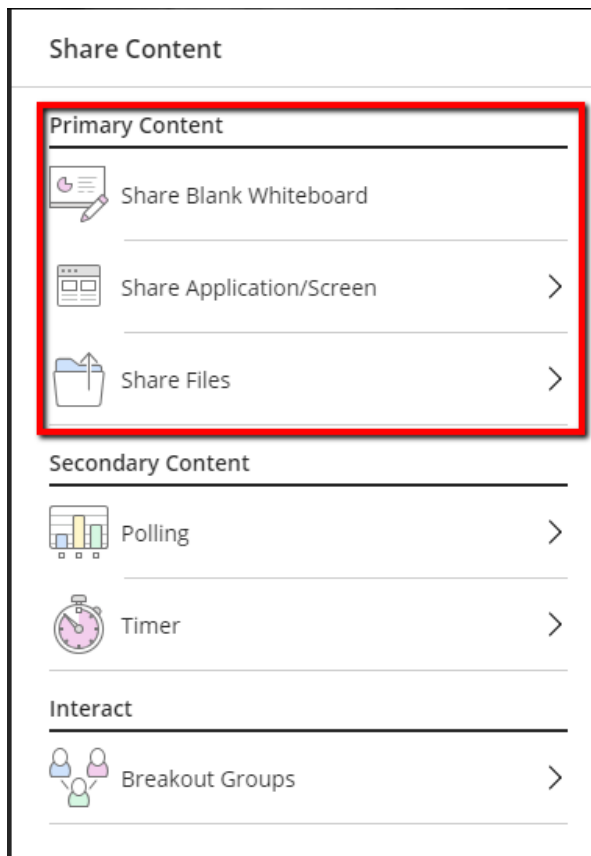 Share Content
Primary Content
Share Blank Whiteboard
Share Application/Screen
Share Files
Secondary Content
Polling
Timer
Interact
Breakout Groups